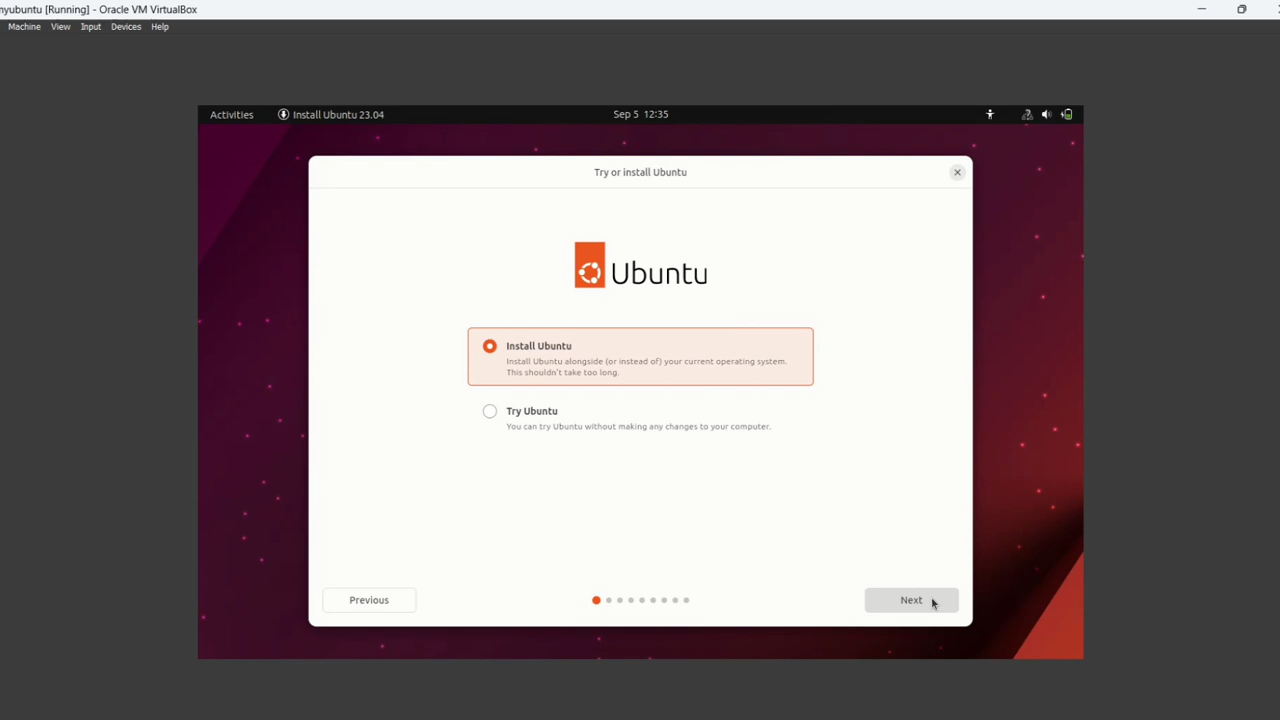 myubuntu [Running] - Oracle VM VirtualBox
Machine View Input Devices Help
Activities Install Ubuntu 23.04 Sep 5 12:35
Try or install Ubuntu
Ubuntu
Install Ubuntu
Install Ubuntu alongside (or instead of) your current operating system.
This shouldn't take too long.
Try Ubuntu
You can try Ubuntu without making any changes to your computer.
Previous Next